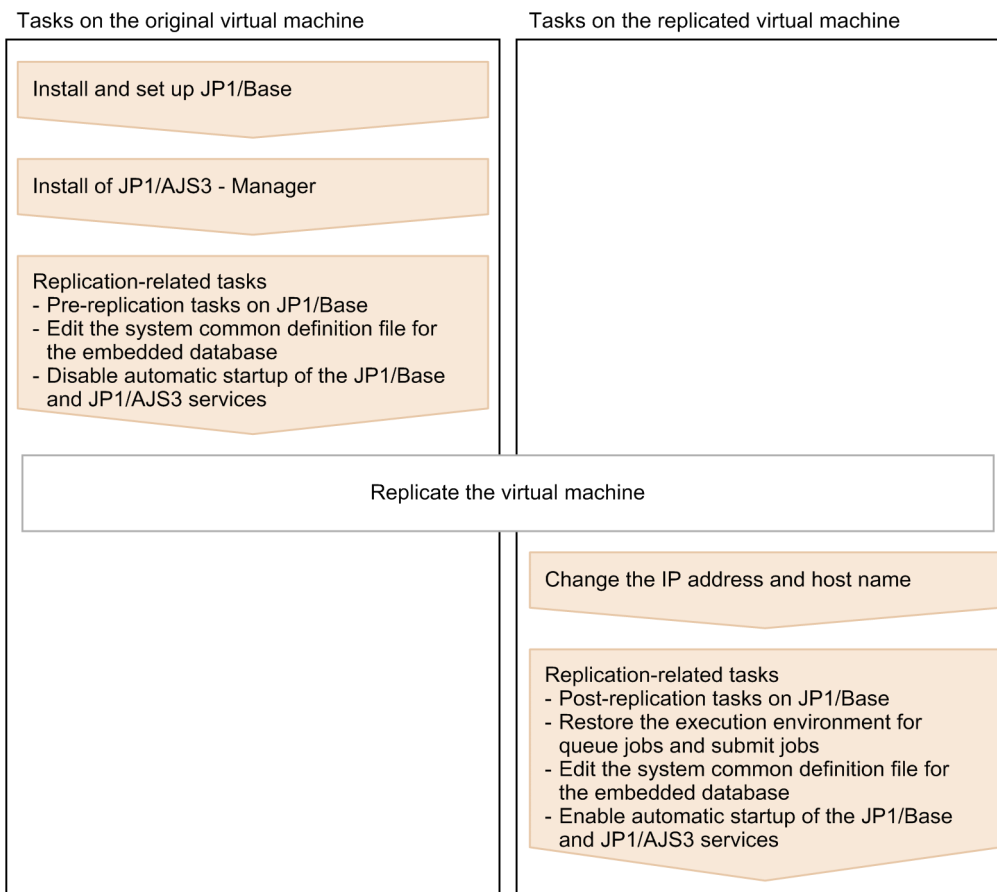 Tasks on the original virtual machine
Install and set up JP1/Base
Install of JP1/AJS3 - Manager
Replication-related tasks
- Pre-replication tasks on JP1/Base
- Edit the system common definition file for
the embedded database
- Disable automatic startup of the JP1/Base
and JP1/AJS3 services
Replicate the virtual machine
Tasks on the replicated virtual machine
Change the IP address and host name
Replication-related tasks
- Post-replication tasks on JP1/Base
- Restore the execution environment for
queue jobs and submit jobs
- Edit the system common definition file for
the embedded database
- Enable automatic startup of the JP1/Base
and JP1/AJS3 services